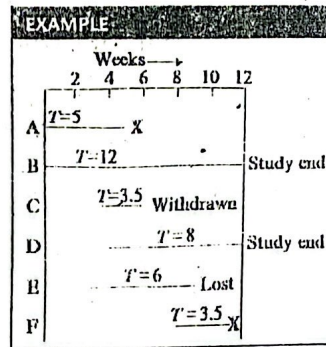 EXAMPLE
Weeks
2 4 6 8 10 12
A T=5 X
B T=12 Study end
C T=3.5 Withdrawn
D T=8 Study end
E T=6 Lost
F T=3.5 X